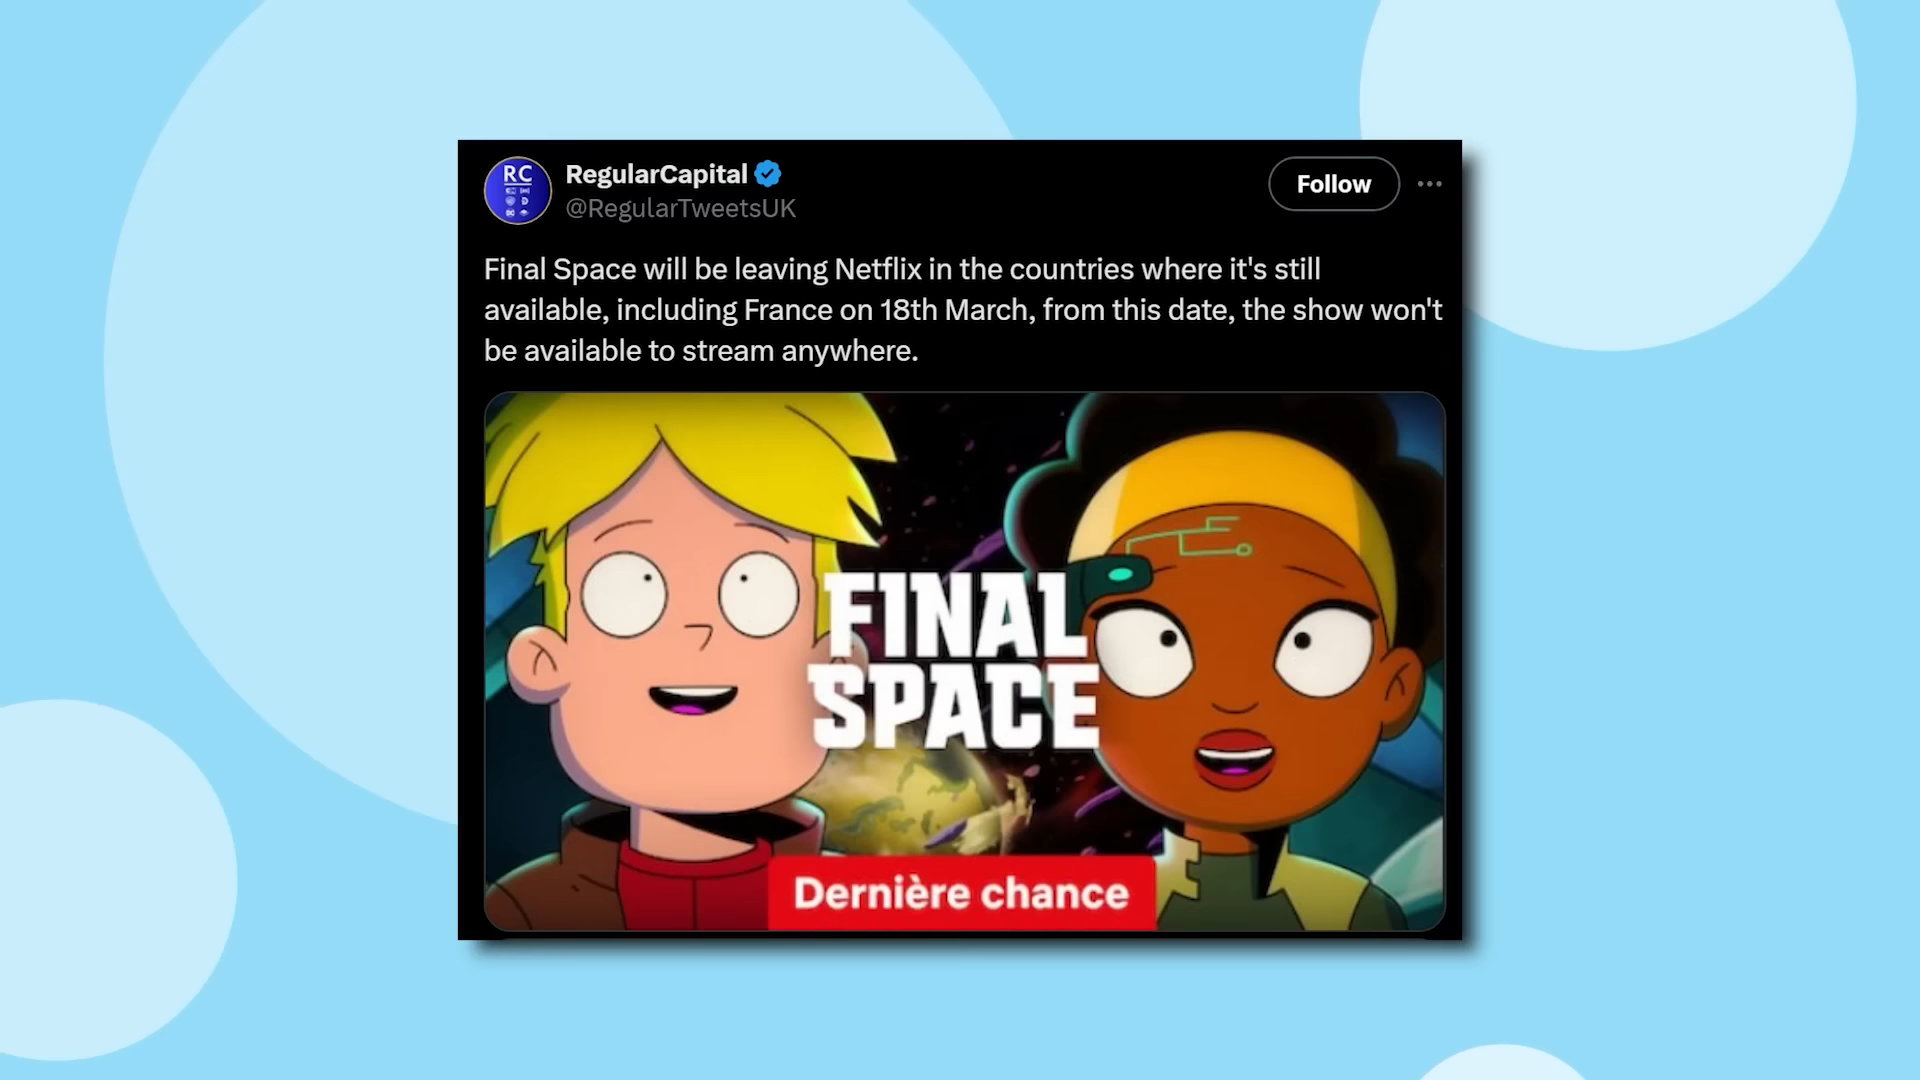 RC
RegularCapital
@RegularTweetsUK
Follow
Final Space will be leaving Netflix in the countries where it's still
available, including France on 18th March, from this date, the show won't
be available to stream anywhere.
FINAL
SPACE
Dernière chance